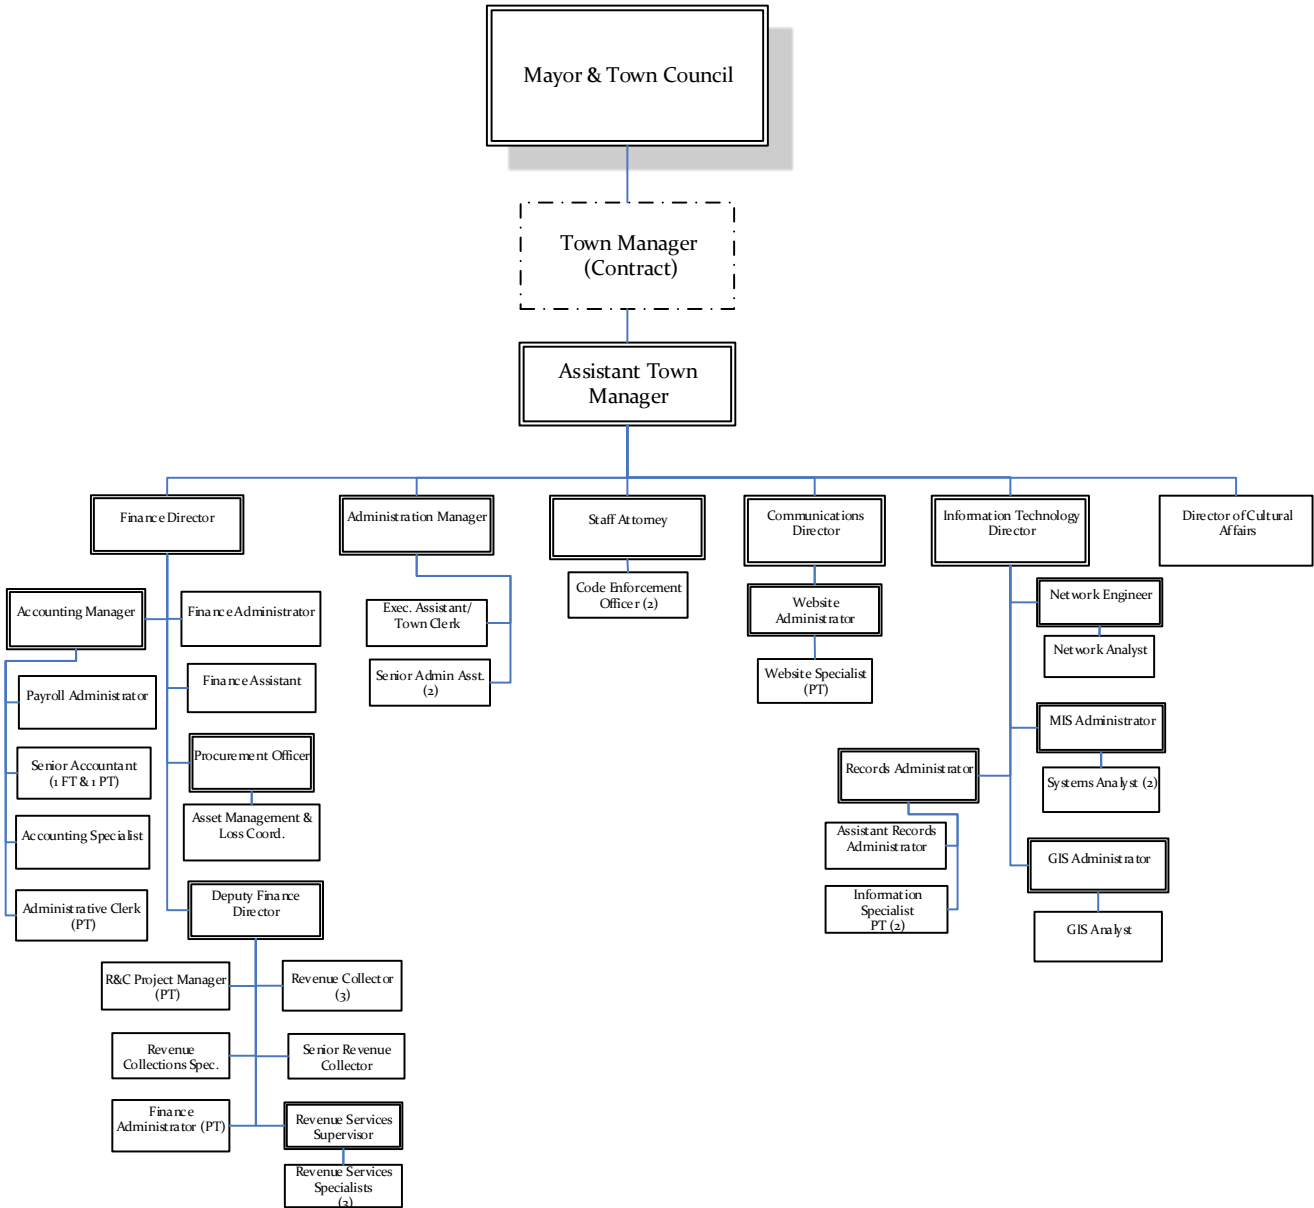 Mayor & Town Council
Town Manager
(Contract)
Assistant Town
Manager
Finance Director
Administration Manager
Staff Attorney
Communications
Director
Information Technology
Director
Director of Cultural
Affairs
Accounting Manager
Finance Administrator
Payroll Administrator
Finance Assistant
Senior Accountant
(1 FT & 1 PT)
Procurement Officer
Accounting Specialist
Asset Management &
Loss Coord.
Administrative Clerk
(PT)
Deputy Finance
Director
R&C Project Manager
(PT)
Revenue Collector
(3)
Revenue
Collections Spec.
Senior Revenue
Collector
Finance
Administrator (PT)
Revenue Services
Supervisor
Revenue Services
Specialists
(3)
Exec. Assistant/
Town Clerk
Senior Admin Asst.
(2)
Code Enforcement
Officer (2)
Website
Administrator
Website Specialist
(PT)
Network Engineer
Network Analyst
MIS Administrator
Systems Analyst (2)
Records Administrator
Assistant Records
Administrator
Information
Specialist
PT (2)
GIS Administrator
GIS Analyst